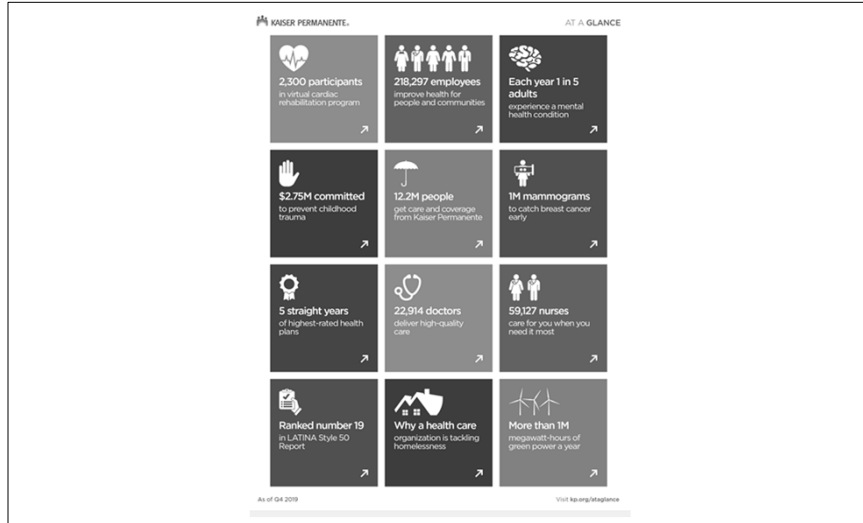 KAISER PERMANENTE®
AT A GLANCE
2,300 participants
in virtual cardiac
rehabilitation program
218,297 employees
improve health for
people and communities
Each year 1 in 5
adults
experience a mental
health condition
$2.75M committed
to prevent childhood
trauma
12.2M people
get care and coverage
from Kaiser Permanente
1M mammograms
to catch breast cancer
early
5 straight years
of highest-rated health
plans
22,914 doctors
deliver high-quality
care
59,127 nurses
care for you when you
need it most
Ranked number 19
in LATINA Style 50
Report
Why a health care
organization is tackling
homelessness
More than 1M
megawatt-hours of
green power a year
As of Q4 2019
Visit kp.org/ataglance